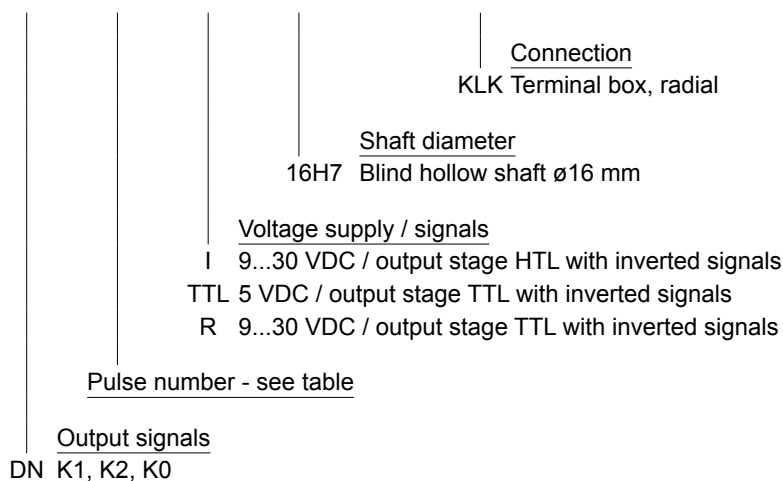 Connection
KLK Terminal box, radial
Shaft diameter
16H7 Blind hollow shaft ø16 mm
Voltage supply / signals
I 9...30 VDC / output stage HTL with inverted signals
TTL 5 VDC / output stage TTL with inverted signals
R 9...30 VDC / output stage TTL with inverted signals
Pulse number - see table
Output signals
DN K1, K2, K0